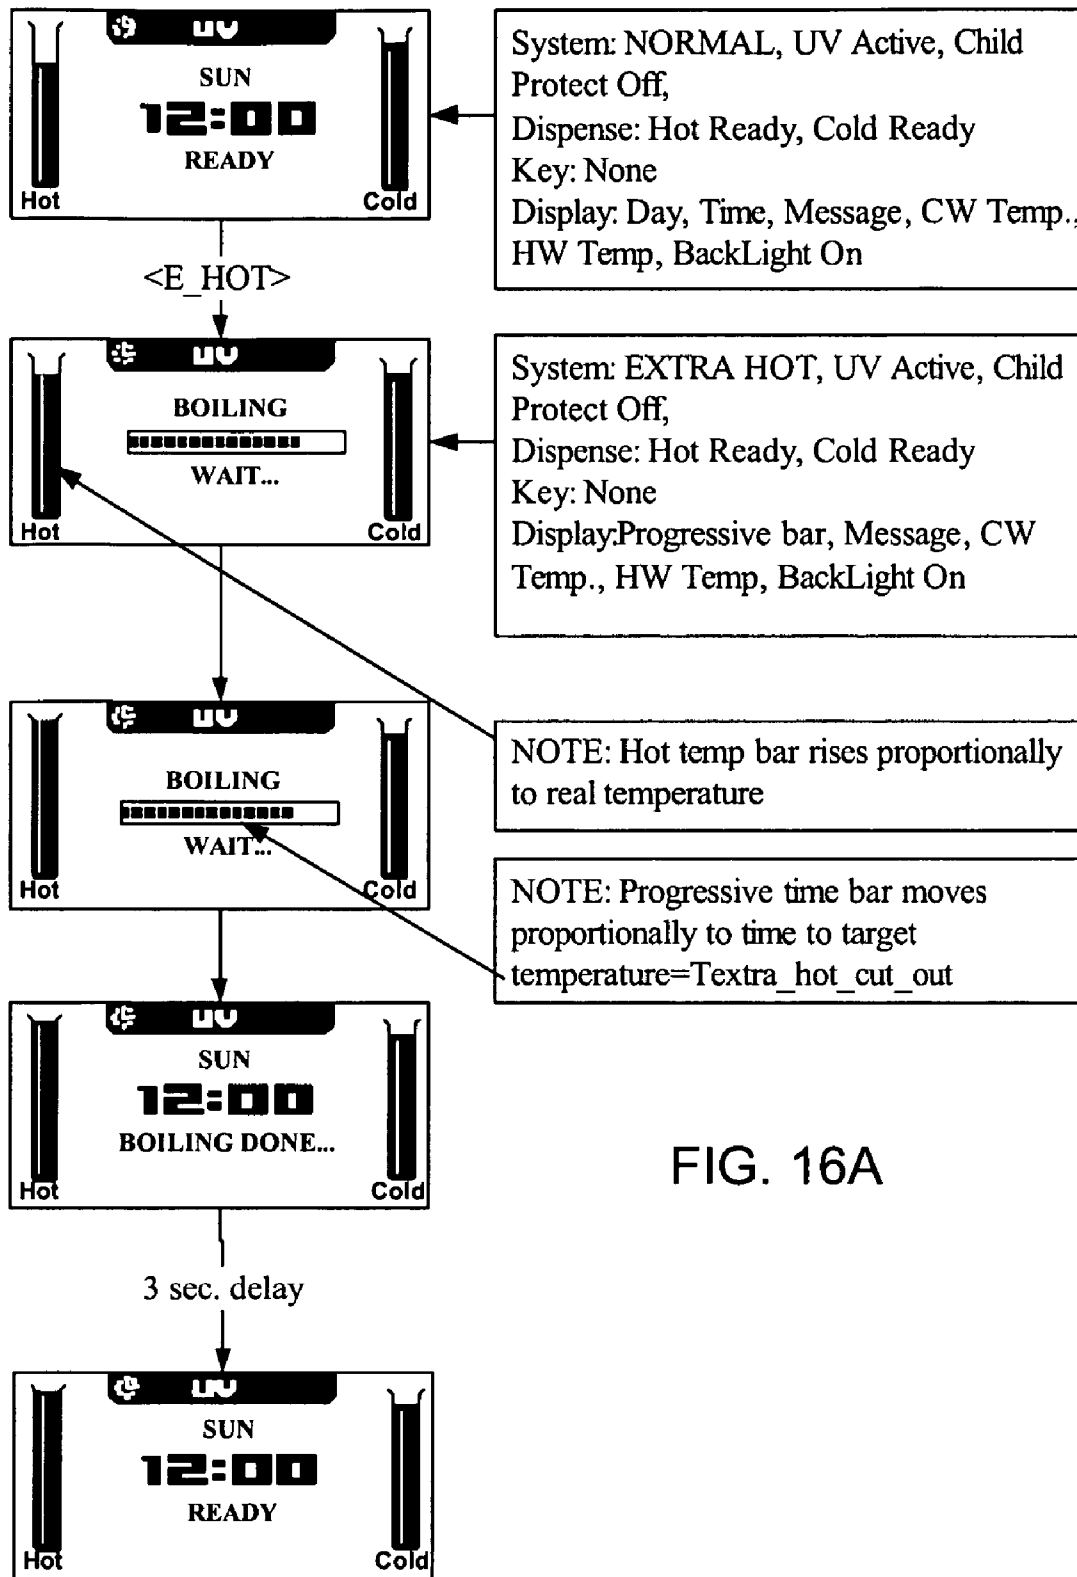 UV
SUN
12:00
READY
Hot
Cold
System: NORMAL, UV Active, Child
Protect Off,
Dispense: Hot Ready, Cold Ready
Key: None
Display: Day, Time, Message, CW Temp.,
HW Temp, BackLight On
<E_HOT>
UV
BOILING
WAIT...
Hot
Cold
System: EXTRA HOT, UV Active, Child
Protect Off,
Dispense: Hot Ready, Cold Ready
Key: None
Display:Progressive bar, Message, CW
Temp., HW Temp, BackLight On
UV
BOILING
WAIT...
Hot
Cold
NOTE: Hot temp bar rises proportionally
to real temperature
NOTE: Progressive time bar moves
proportionally to time to target
temperature=Textra_hot_cut_out
UV
SUN
12:00
BOILING DONE...
Hot
Cold
FIG. 16A
3 sec. delay
UV
SUN
12:00
READY
Hot
Cold